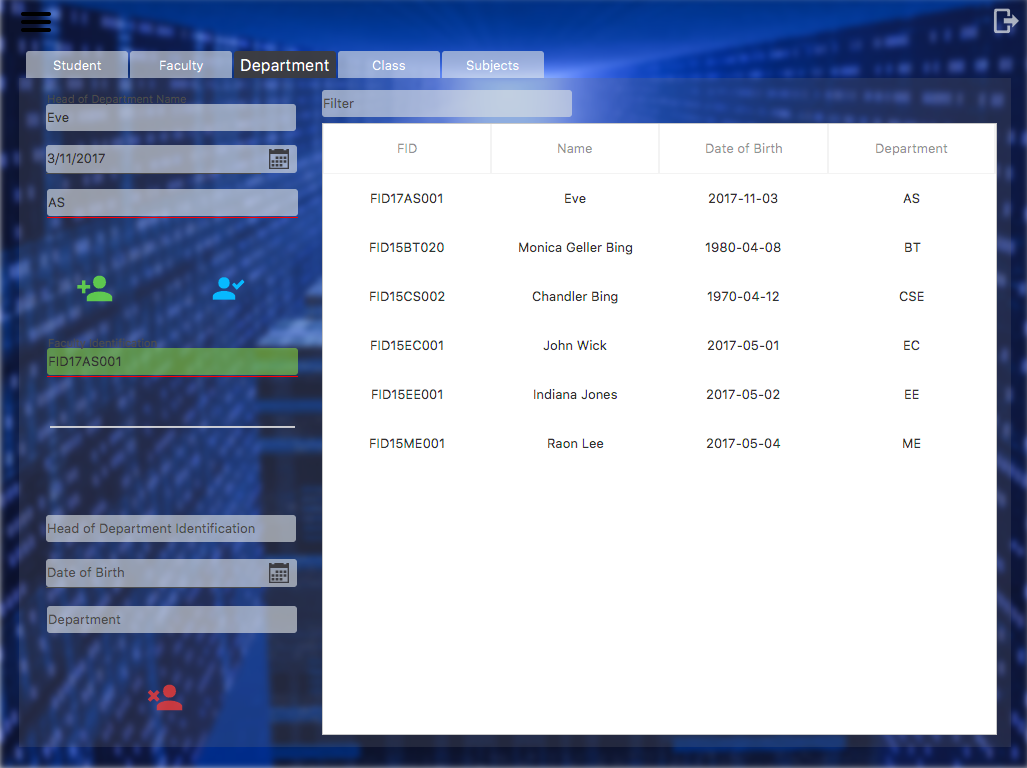 Student Faculty Department Class Subjects
Head of Department Name
Eve
3/11/2017
AS
Faculty Identification
FID17AS001
Head of Department Identification
Date of Birth
Department
Filter
FID Name Date of Birth Department
FID17AS001 Eve 2017-11-03 AS
FID15BT020 Monica Geller Bing 1980-04-08 BT
FID15CS002 Chandler Bing 1970-04-12 CSE
FID15EC001 John Wick 2017-05-01 EC
FID15EE001 Indiana Jones 2017-05-02 EE
FID15ME001 Raon Lee 2017-05-04 ME